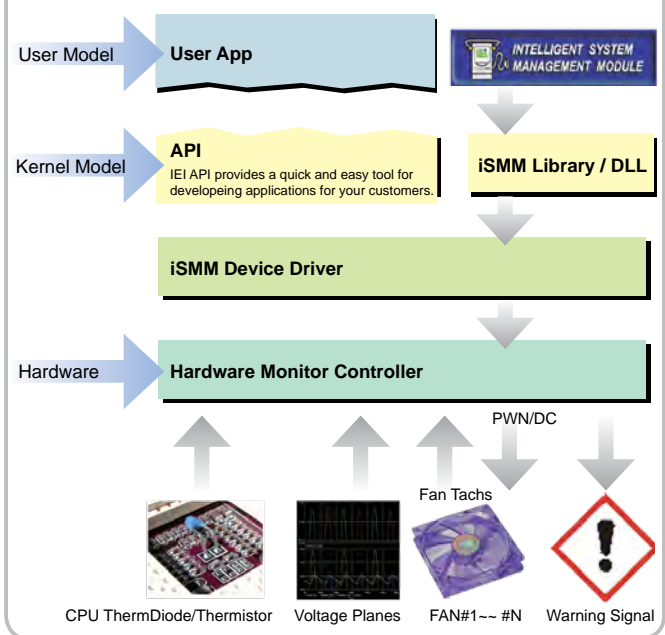 User Model
User App
INTELLIGENT SYSTEM
MANAGEMENT MODULE
Kernel Model
API
IEI API provides a quick and easy tool for
developeing applications for your customers.
iSMM Library / DLL
iSMM Device Driver
Hardware
Hardware Monitor Controller
PWN/DC
Fan Tachs
CPU ThermDiode/Thermistor
Voltage Planes
FAN#1~~ #N
Warning Signal